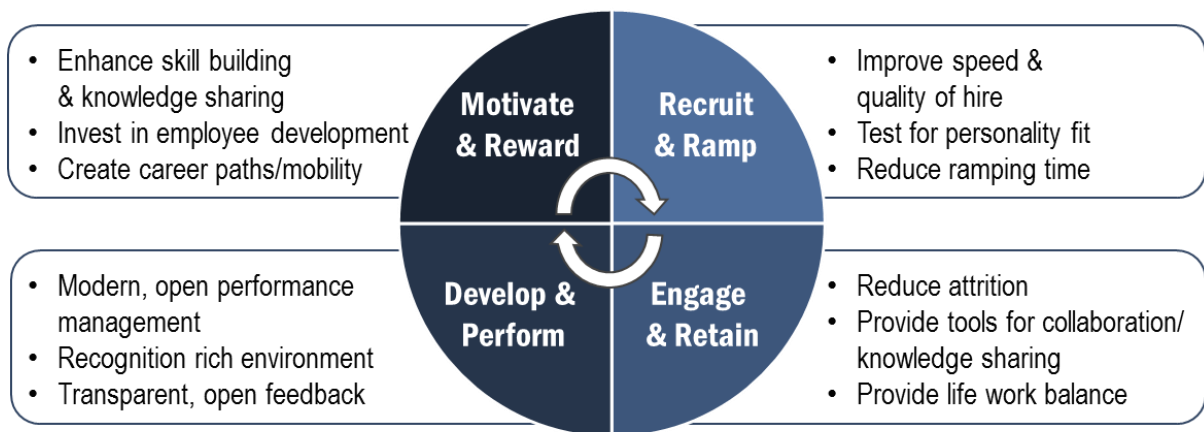 • Enhance skill building
& knowledge sharing
• Invest in employee development
• Create career paths/mobility
Motivate
& Reward
Recruit
& Ramp
• Improve speed &
quality of hire
• Test for personality fit
• Reduce ramping time
• Modern, open performance
management
• Recognition rich environment
• Transparent, open feedback
Develop &
Perform
Engage
& Retain
• Reduce attrition
• Provide tools for collaboration/
knowledge sharing
• Provide life work balance